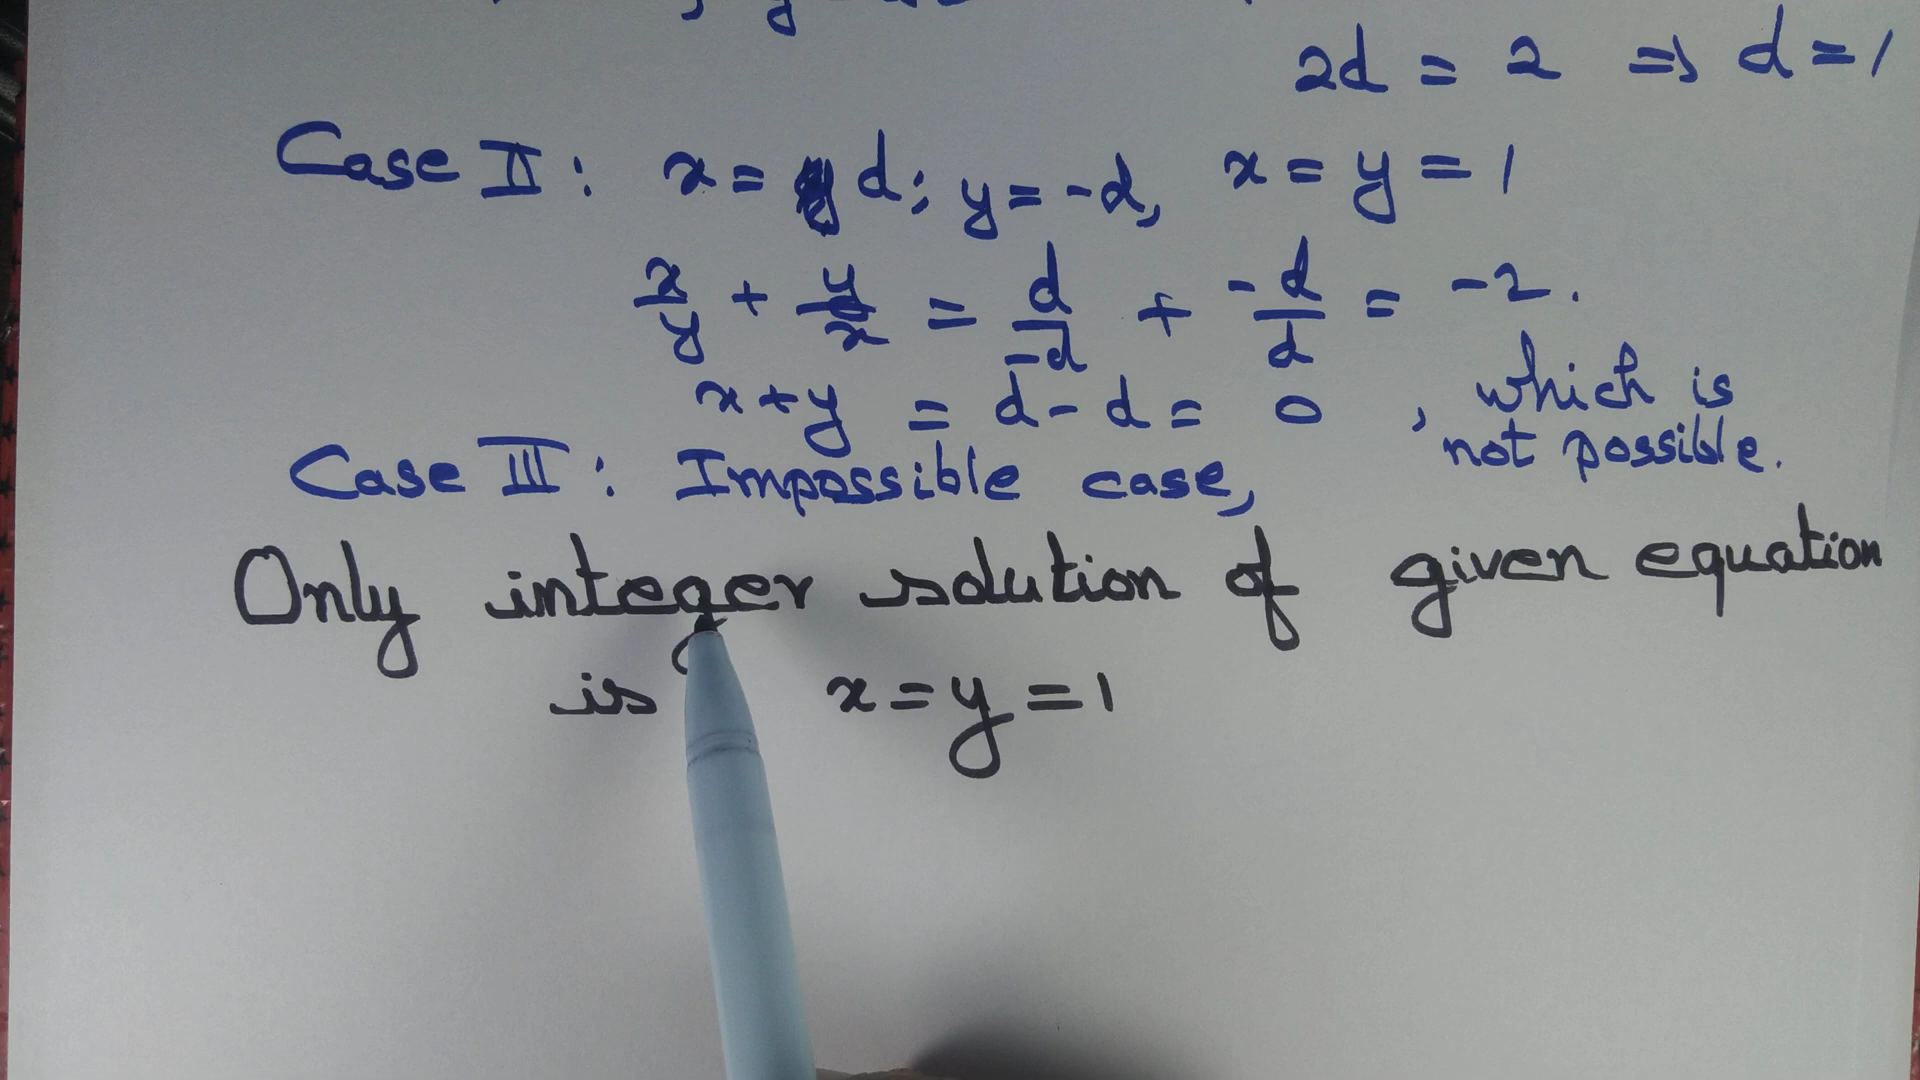 2d = 2 => d = 1
Case II : x = d ; y = -d, x = y = 1
x/y + y/x = d/-d + -d/d = -2.
x + y = d - d = 0 , which is
not possible.
Case III : Impossible case,
Only integer solution of given equation
is x = y = 1